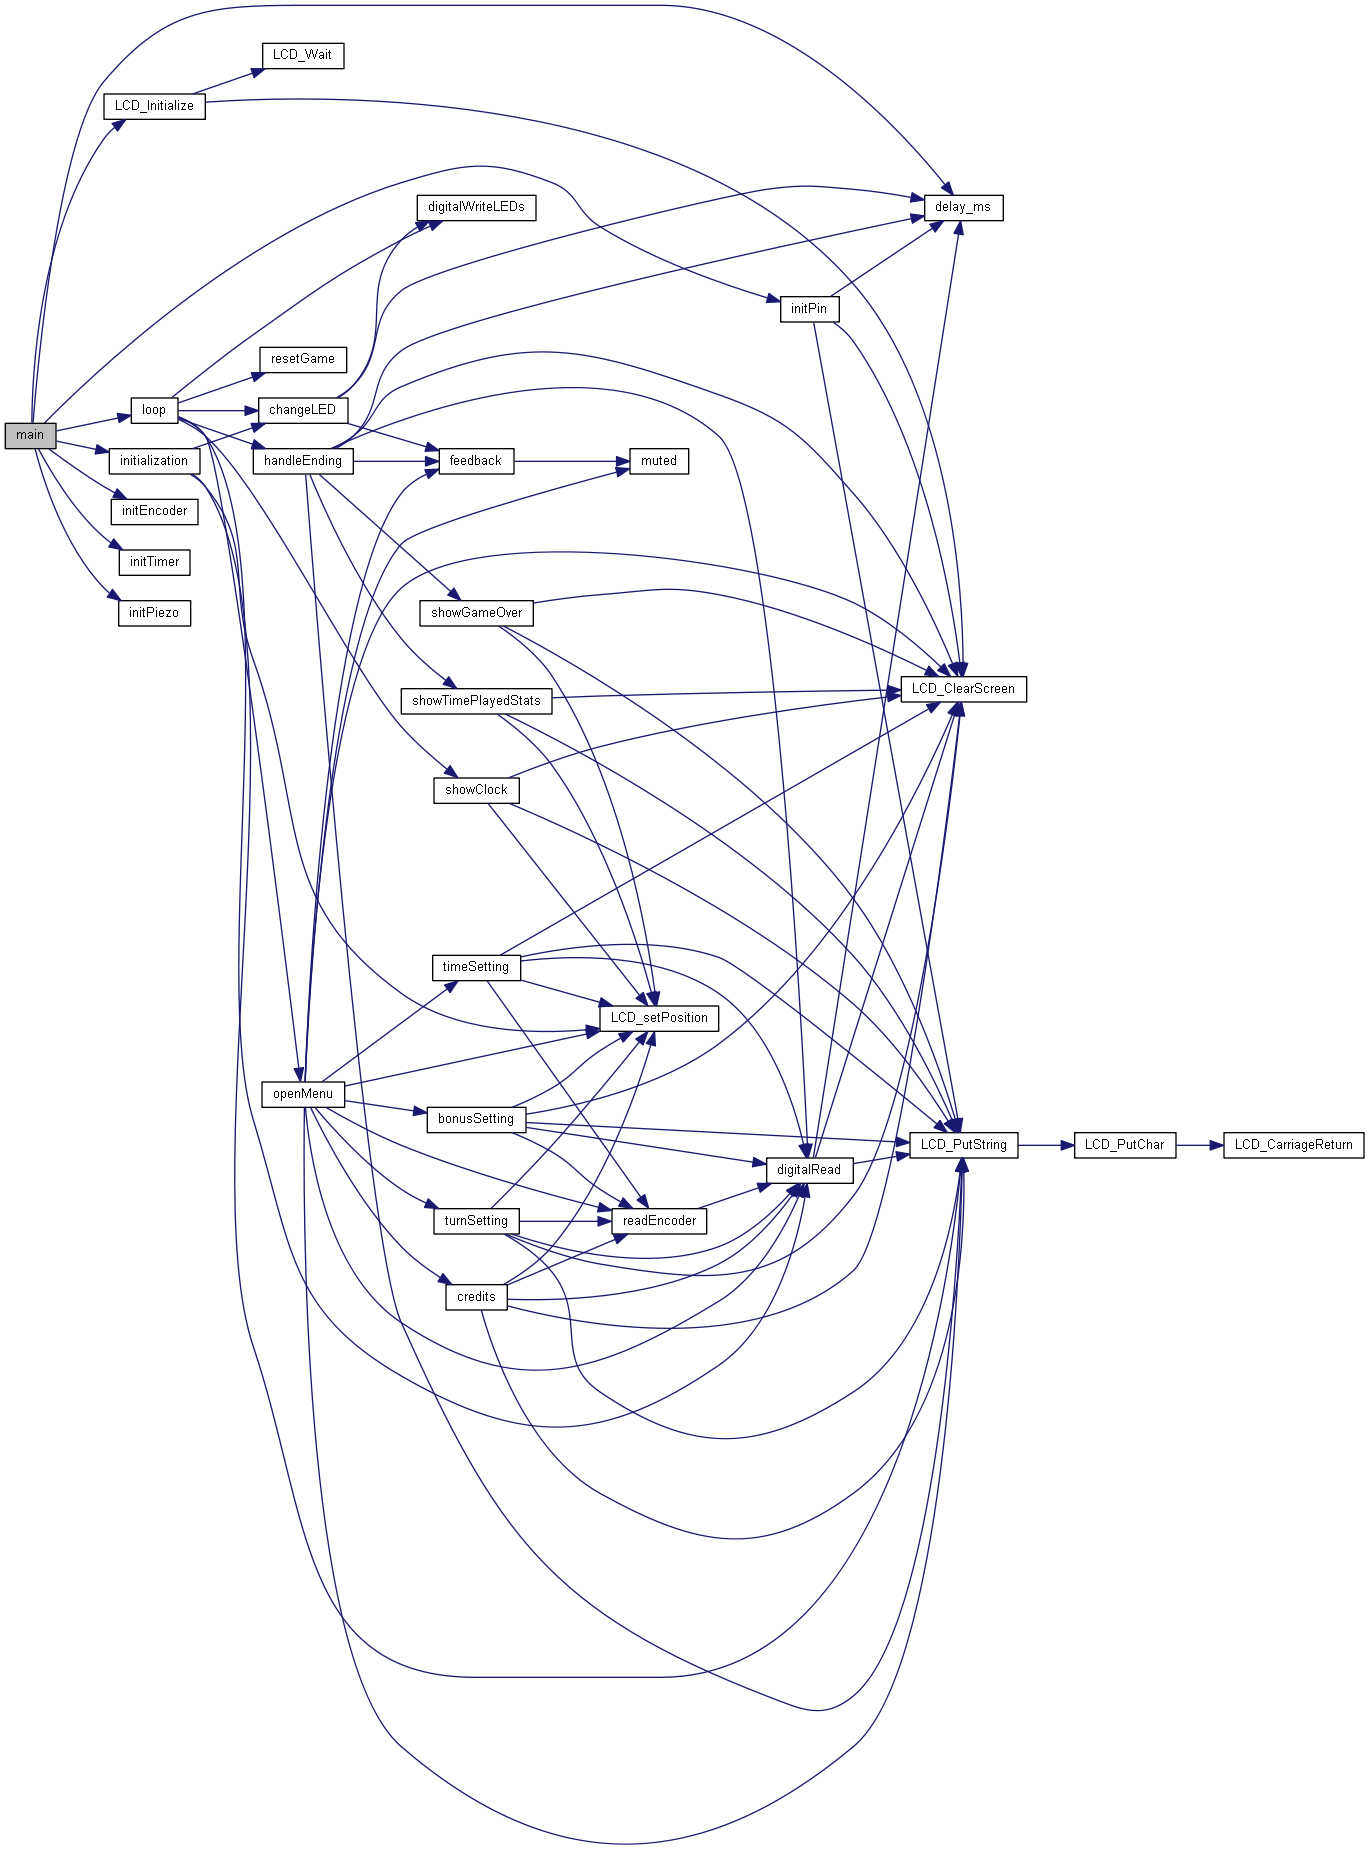 LCD_Wait
LCD_Initialize
digitalWriteLEDs
delay_ms
initPin
resetGame
loop
changeLED
main
initialization
handleEnding
feedback
muted
initEncoder
initTimer
initPiezo
showGameOver
LCD_ClearScreen
showTimePlayedStats
showClock
timeSetting
LCD_setPosition
openMenu
bonusSetting
LCD_PutString
LCD_PutChar
LCD_CarriageReturn
digitalRead
turnSetting
readEncoder
credits